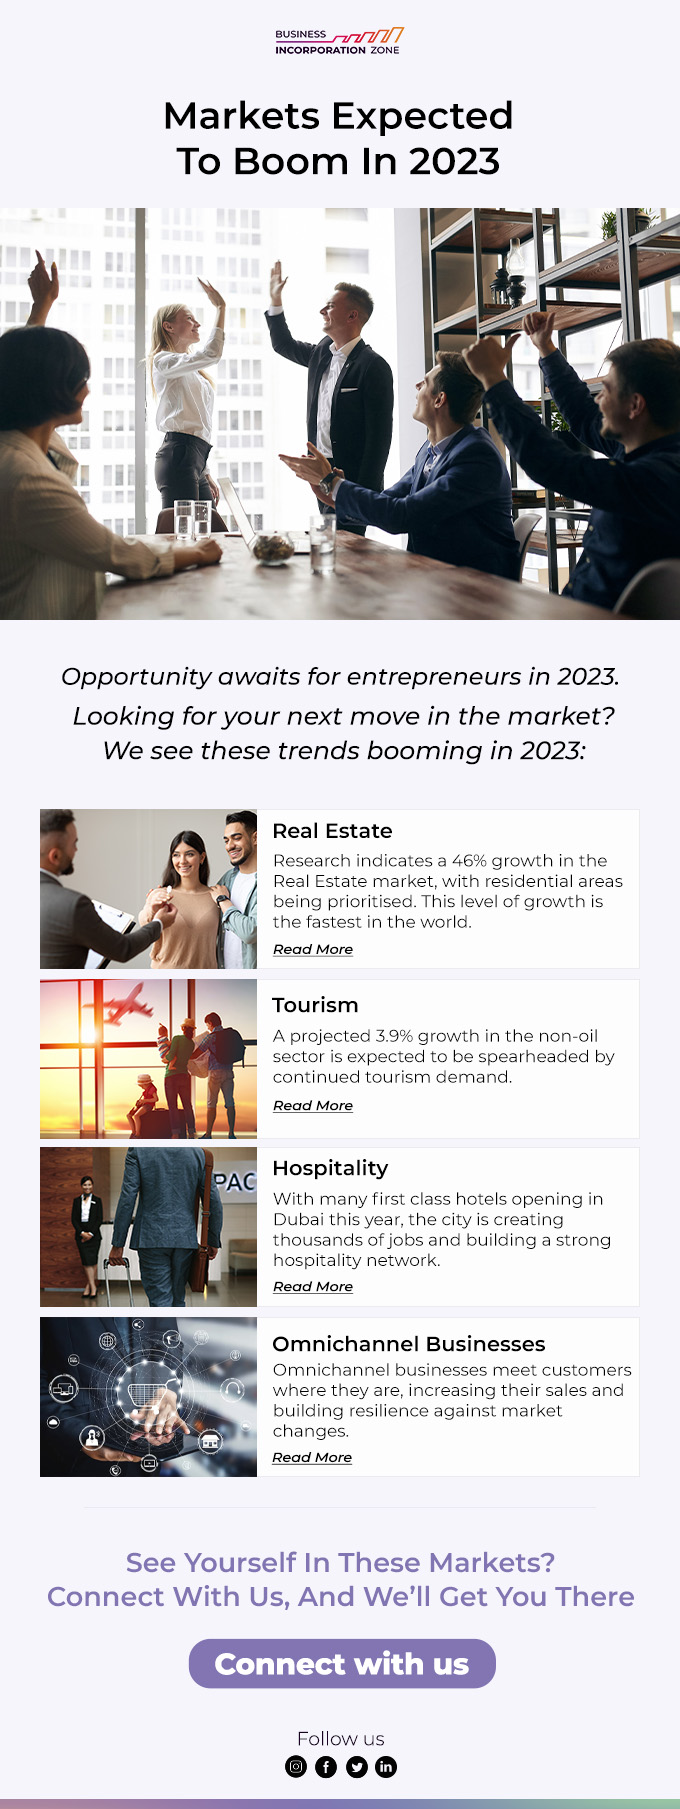 BUSINESS
INCORPORATION ZONE
Markets Expected
To Boom In 2023
Opportunity awaits for entrepreneurs in 2023.
Looking for your next move in the market?
We see these trends booming in 2023:
Real Estate
Research indicates a 46% growth in the
Real Estate market, with residential areas
being prioritised. This level of growth is
the fastest in the world.
Read More
Tourism
A projected 3.9% growth in the non-oil
sector is expected to be spearheaded by
continued tourism demand.
Read More
PAC
Hospitality
With many first class hotels opening in
Dubai this year, the city is creating
thousands of jobs and building a strong
hospitality network.
Read More
Omnichannel Businesses
Omnichannel businesses meet customers
where they are, increasing their sales and
building resilience against market
changes.
Read More
See Yourself In These Markets?
Connect With Us, And We’ll Get You There
Connect with us
Follow us